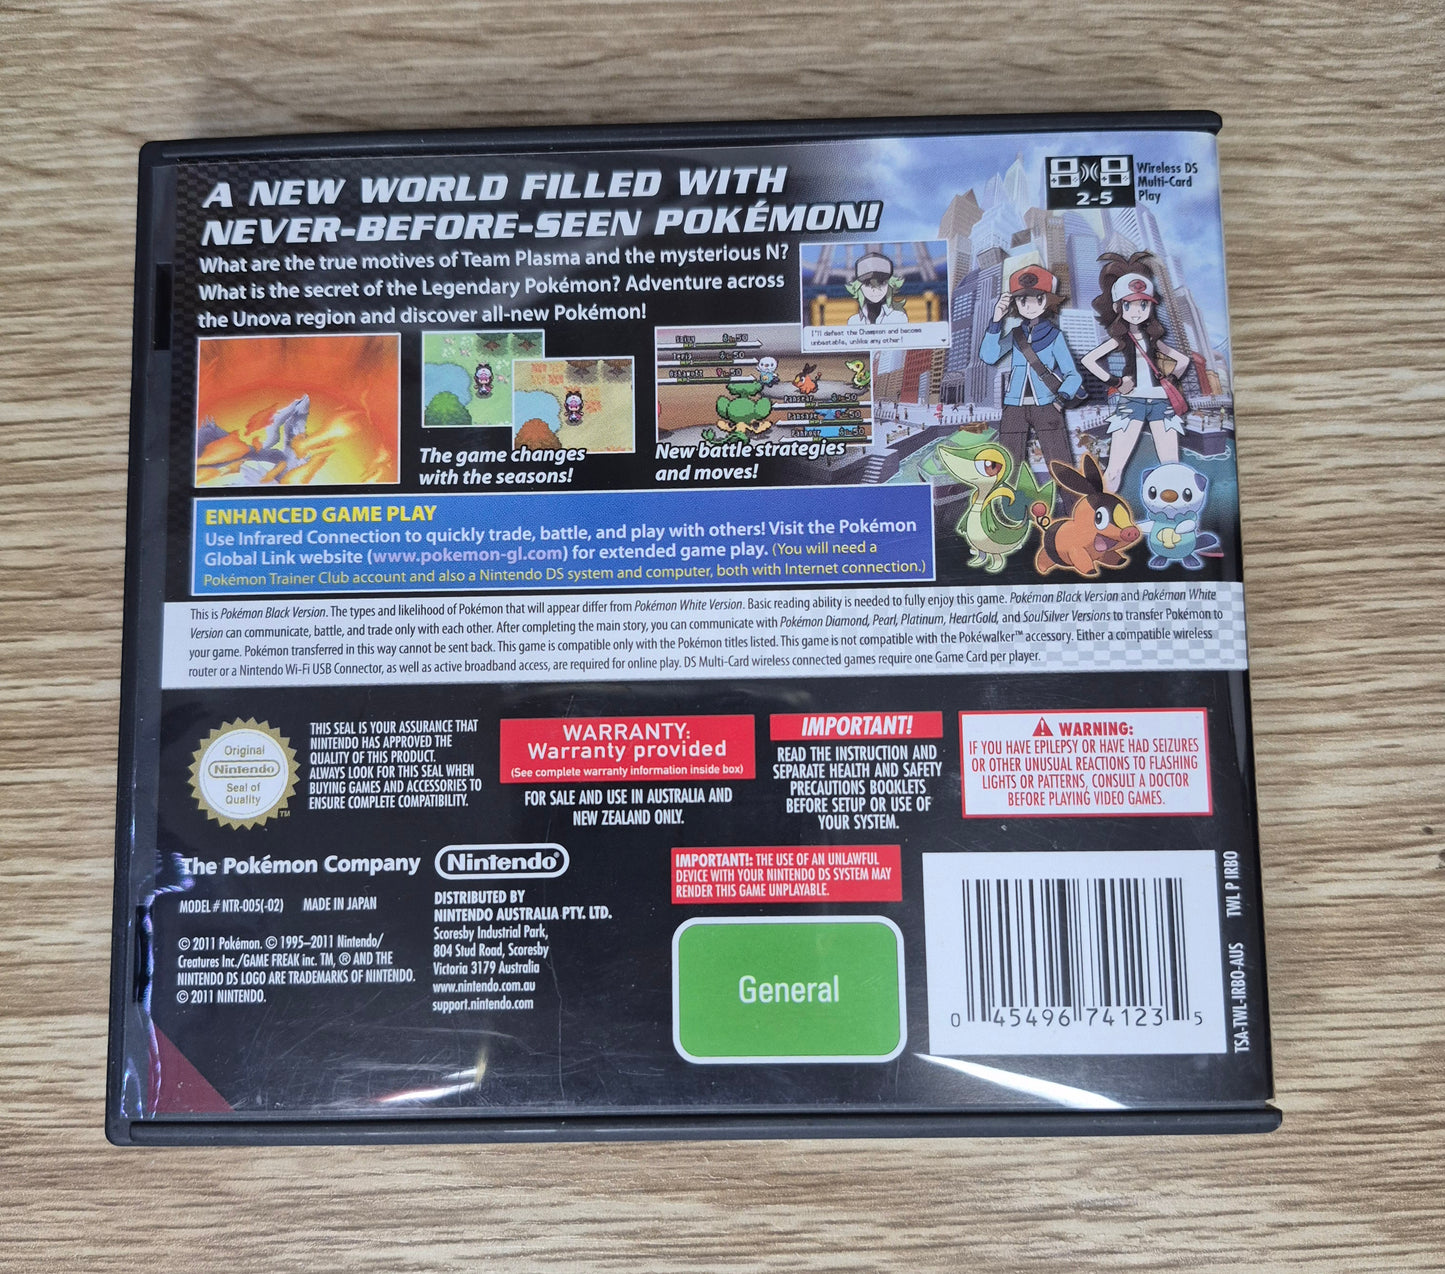 A NEW WORLD FILLED WITH
NEVER-BEFORE-SEEN POKÉMON!
What are the true motives of Team Plasma and the mysterious N?
What is the secret of the Legendary Pokémon? Adventure across
the Unova region and discover all-new Pokémon!
2-5
Wireless DS
Multi-Card
Play
I'll defeat the Champion and become
unbeatable, unlike any other!
The game changes
with the seasons!
New battle strategies
and moves!
ENHANCED GAME PLAY
Use Infrared Connection to quickly trade, battle, and play with others! Visit the Pokémon
Global Link website (www.pokemon-gl.com) for extended game play. (You will need a
Pokémon Trainer Club account and also a Nintendo DS system and computer, both with Internet connection.)
This is Pokémon Black Version. The types and likelihood of Pokémon that will appear differ from Pokémon White Version. Basic reading ability is needed to fully enjoy this game. Pokémon Black Version and Pokémon White
Version can communicate, battle, and trade only with each other. After completing the main story, you can communicate with Pokémon Diamond, Pearl, Platinum, HeartGold, and SoulSilver Versions to transfer Pokémon to
your game. Pokémon transferred in this way cannot be sent back. This game is compatible only with the Pokémon titles listed. This game is not compatible with the Pokéwalker™ accessory. Either a compatible wireless
router or a Nintendo Wi-Fi USB Connector, as well as active broadband access, are required for online play. DS Multi-Card wireless connected games require one Game Card per player.
Original
Nintendo
Seal of
Quality
TM
THIS SEAL IS YOUR ASSURANCE THAT
NINTENDO HAS APPROVED THE
QUALITY OF THIS PRODUCT.
ALWAYS LOOK FOR THIS SEAL WHEN
BUYING GAMES AND ACCESSORIES TO
ENSURE COMPLETE COMPATIBILITY.
WARRANTY:
Warranty provided
(See complete warranty information inside box)
FOR SALE AND USE IN AUSTRALIA AND
NEW ZEALAND ONLY.
IMPORTANT!
READ THE INSTRUCTION AND
SEPARATE HEALTH AND SAFETY
PRECAUTIONS BOOKLETS
BEFORE SETUP OR USE OF
YOUR SYSTEM.
WARNING:
IF YOU HAVE EPILEPSY OR HAVE HAD SEIZURES
OR OTHER UNUSUAL REACTIONS TO FLASHING
LIGHTS OR PATTERNS, CONSULT A DOCTOR
BEFORE PLAYING VIDEO GAMES.
The Pokémon Company
Nintendo®
MODEL # NTR-005(-02) MADE IN JAPAN
© 2011 Pokémon. © 1995–2011 Nintendo/
Creatures Inc./GAME FREAK inc. TM, ® AND THE
NINTENDO DS LOGO ARE TRADEMARKS OF NINTENDO.
© 2011 NINTENDO.
DISTRIBUTED BY
NINTENDO AUSTRALIA PTY. LTD.
Scoresby Industrial Park,
804 Stud Road, Scoresby
Victoria 3179 Australia
www.nintendo.com.au
support.nintendo.com
IMPORTANT: THE USE OF AN UNLAWFUL
DEVICE WITH YOUR NINTENDO DS SYSTEM MAY
RENDER THIS GAME UNPLAYABLE.
General
0 45496 74123 5
TSA-TWL-IRBO-AUS TWL P IRBO